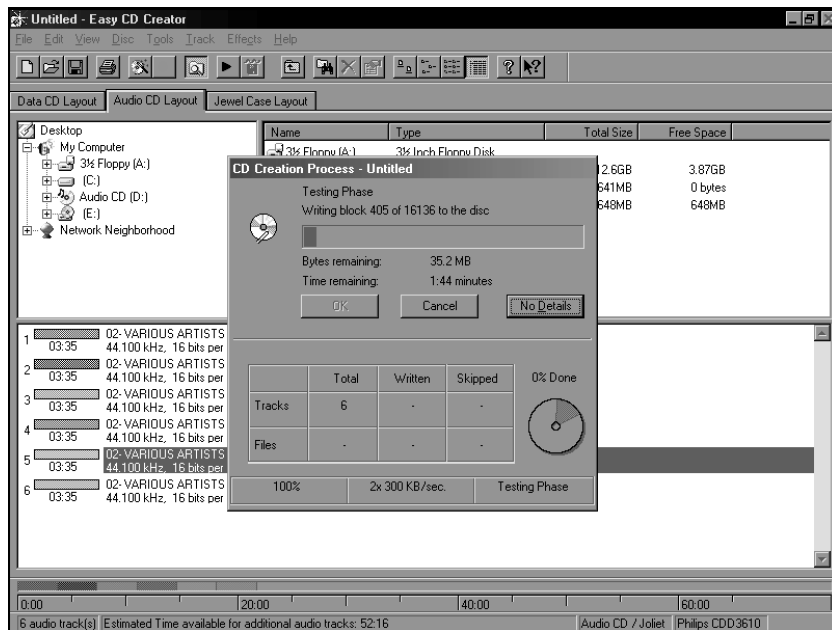 Untitled - Easy CD Creator
File Edit View Disc Tools Track Effects Help
Data CD Layout Audio CD Layout Jewel Case Layout
Desktop
My Computer
3½ Floppy (A:)
(C:)
Audio CD (D:)
(E:)
Network Neighborhood
Name Type Total Size Free Space
3½ Floppy (A:) 3½ Inch Floppy Disk
2.6GB 3.87GB
641MB 0 bytes
648MB 648MB
CD Creation Process - Untitled
Testing Phase
Writing block 405 of 16136 to the disc
Bytes remaining: 35.2 MB
Time remaining: 1:44 minutes
OK Cancel No Details
Total Written Skipped 0% Done
Tracks 6 - -
Files - - -
100% 2x 300 KB/sec. Testing Phase
1 02- VARIOUS ARTISTS
03:35 44.100 kHz, 16 bits per
2 02- VARIOUS ARTISTS
03:35 44.100 kHz, 16 bits per
3 02- VARIOUS ARTISTS
03:35 44.100 kHz, 16 bits per
4 02- VARIOUS ARTISTS
03:35 44.100 kHz, 16 bits per
5 02- VARIOUS ARTISTS
03:35 44.100 kHz, 16 bits per
6 02- VARIOUS ARTISTS
03:35 44.100 kHz, 16 bits per
0:00 20:00 40:00 60:00
6 audio track(s) Estimated Time available for additional audio tracks: 52:16 Audio CD / Joliet Philips CDD3610